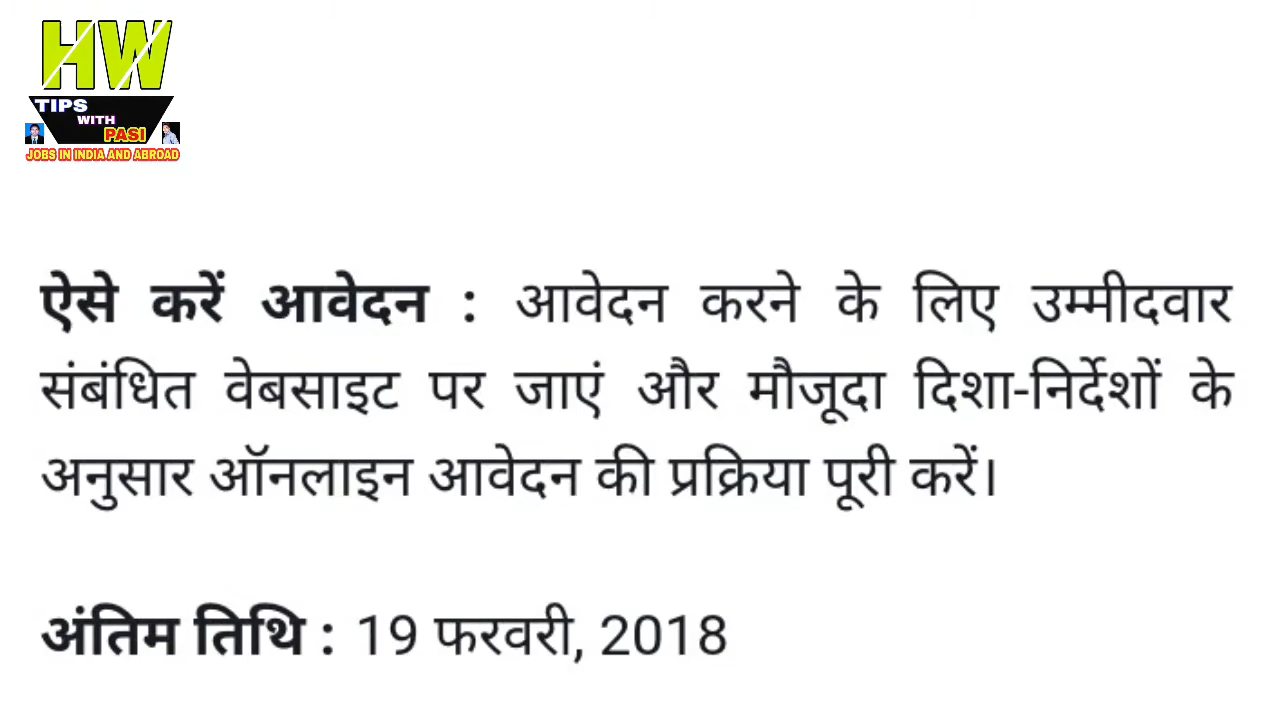 HW
TIPS
WITH
PASI
JOBS IN INDIA AND ABROAD
ऐसे करें आवेदन : आवेदन करने के लिए उम्मीदवार
संबंधित वेबसाइट पर जाएं और मौजूदा दिशा-निर्देशों के
अनुसार ऑनलाइन आवेदन की प्रक्रिया पूरी करें।
अंतिम तिथि : 19 फरवरी, 2018